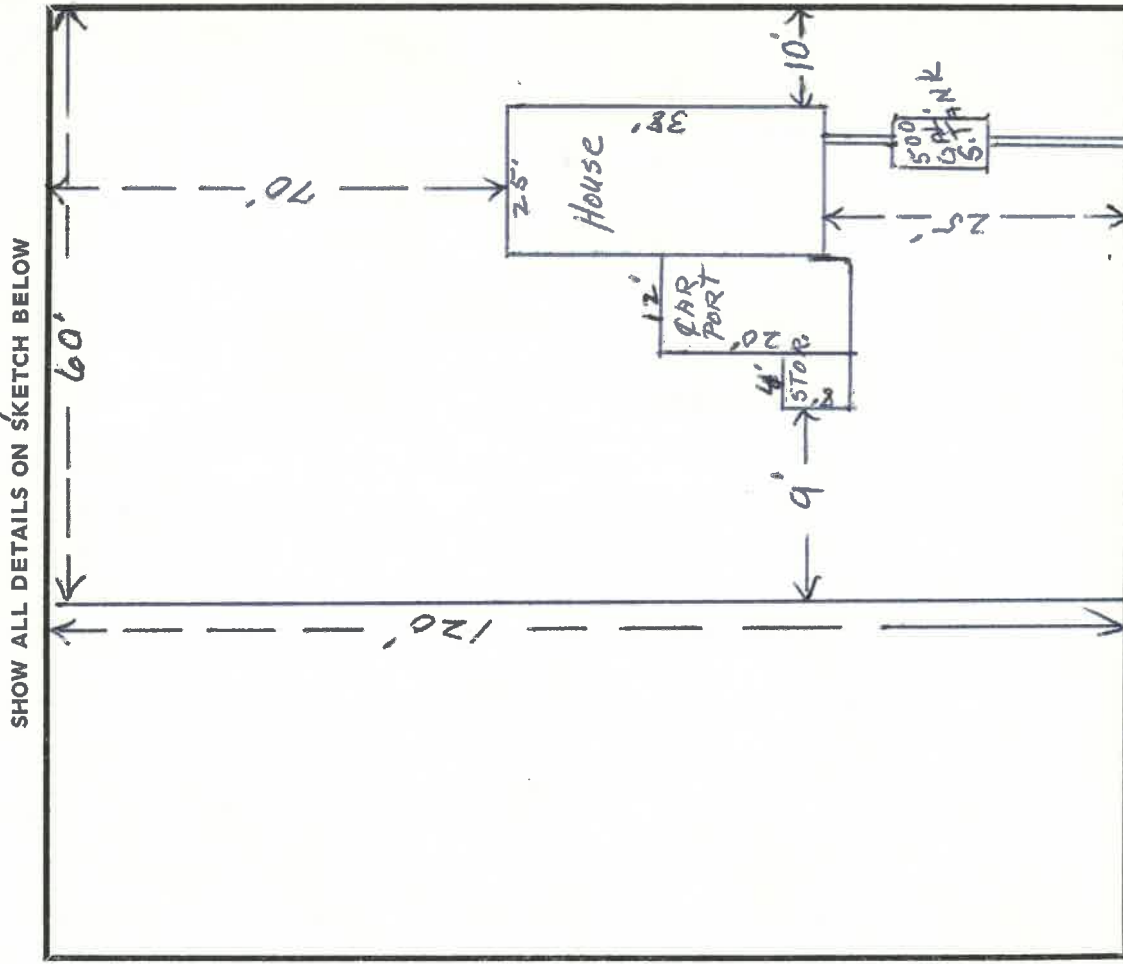 SHOW ALL DETAILS ON SKETCH BELOW
60'
70'
10'
25'
38'
House
500
GAL
S. TANK
12'
CAR
PORT
20'
4'
STOR.
8'
25'
9'
120'